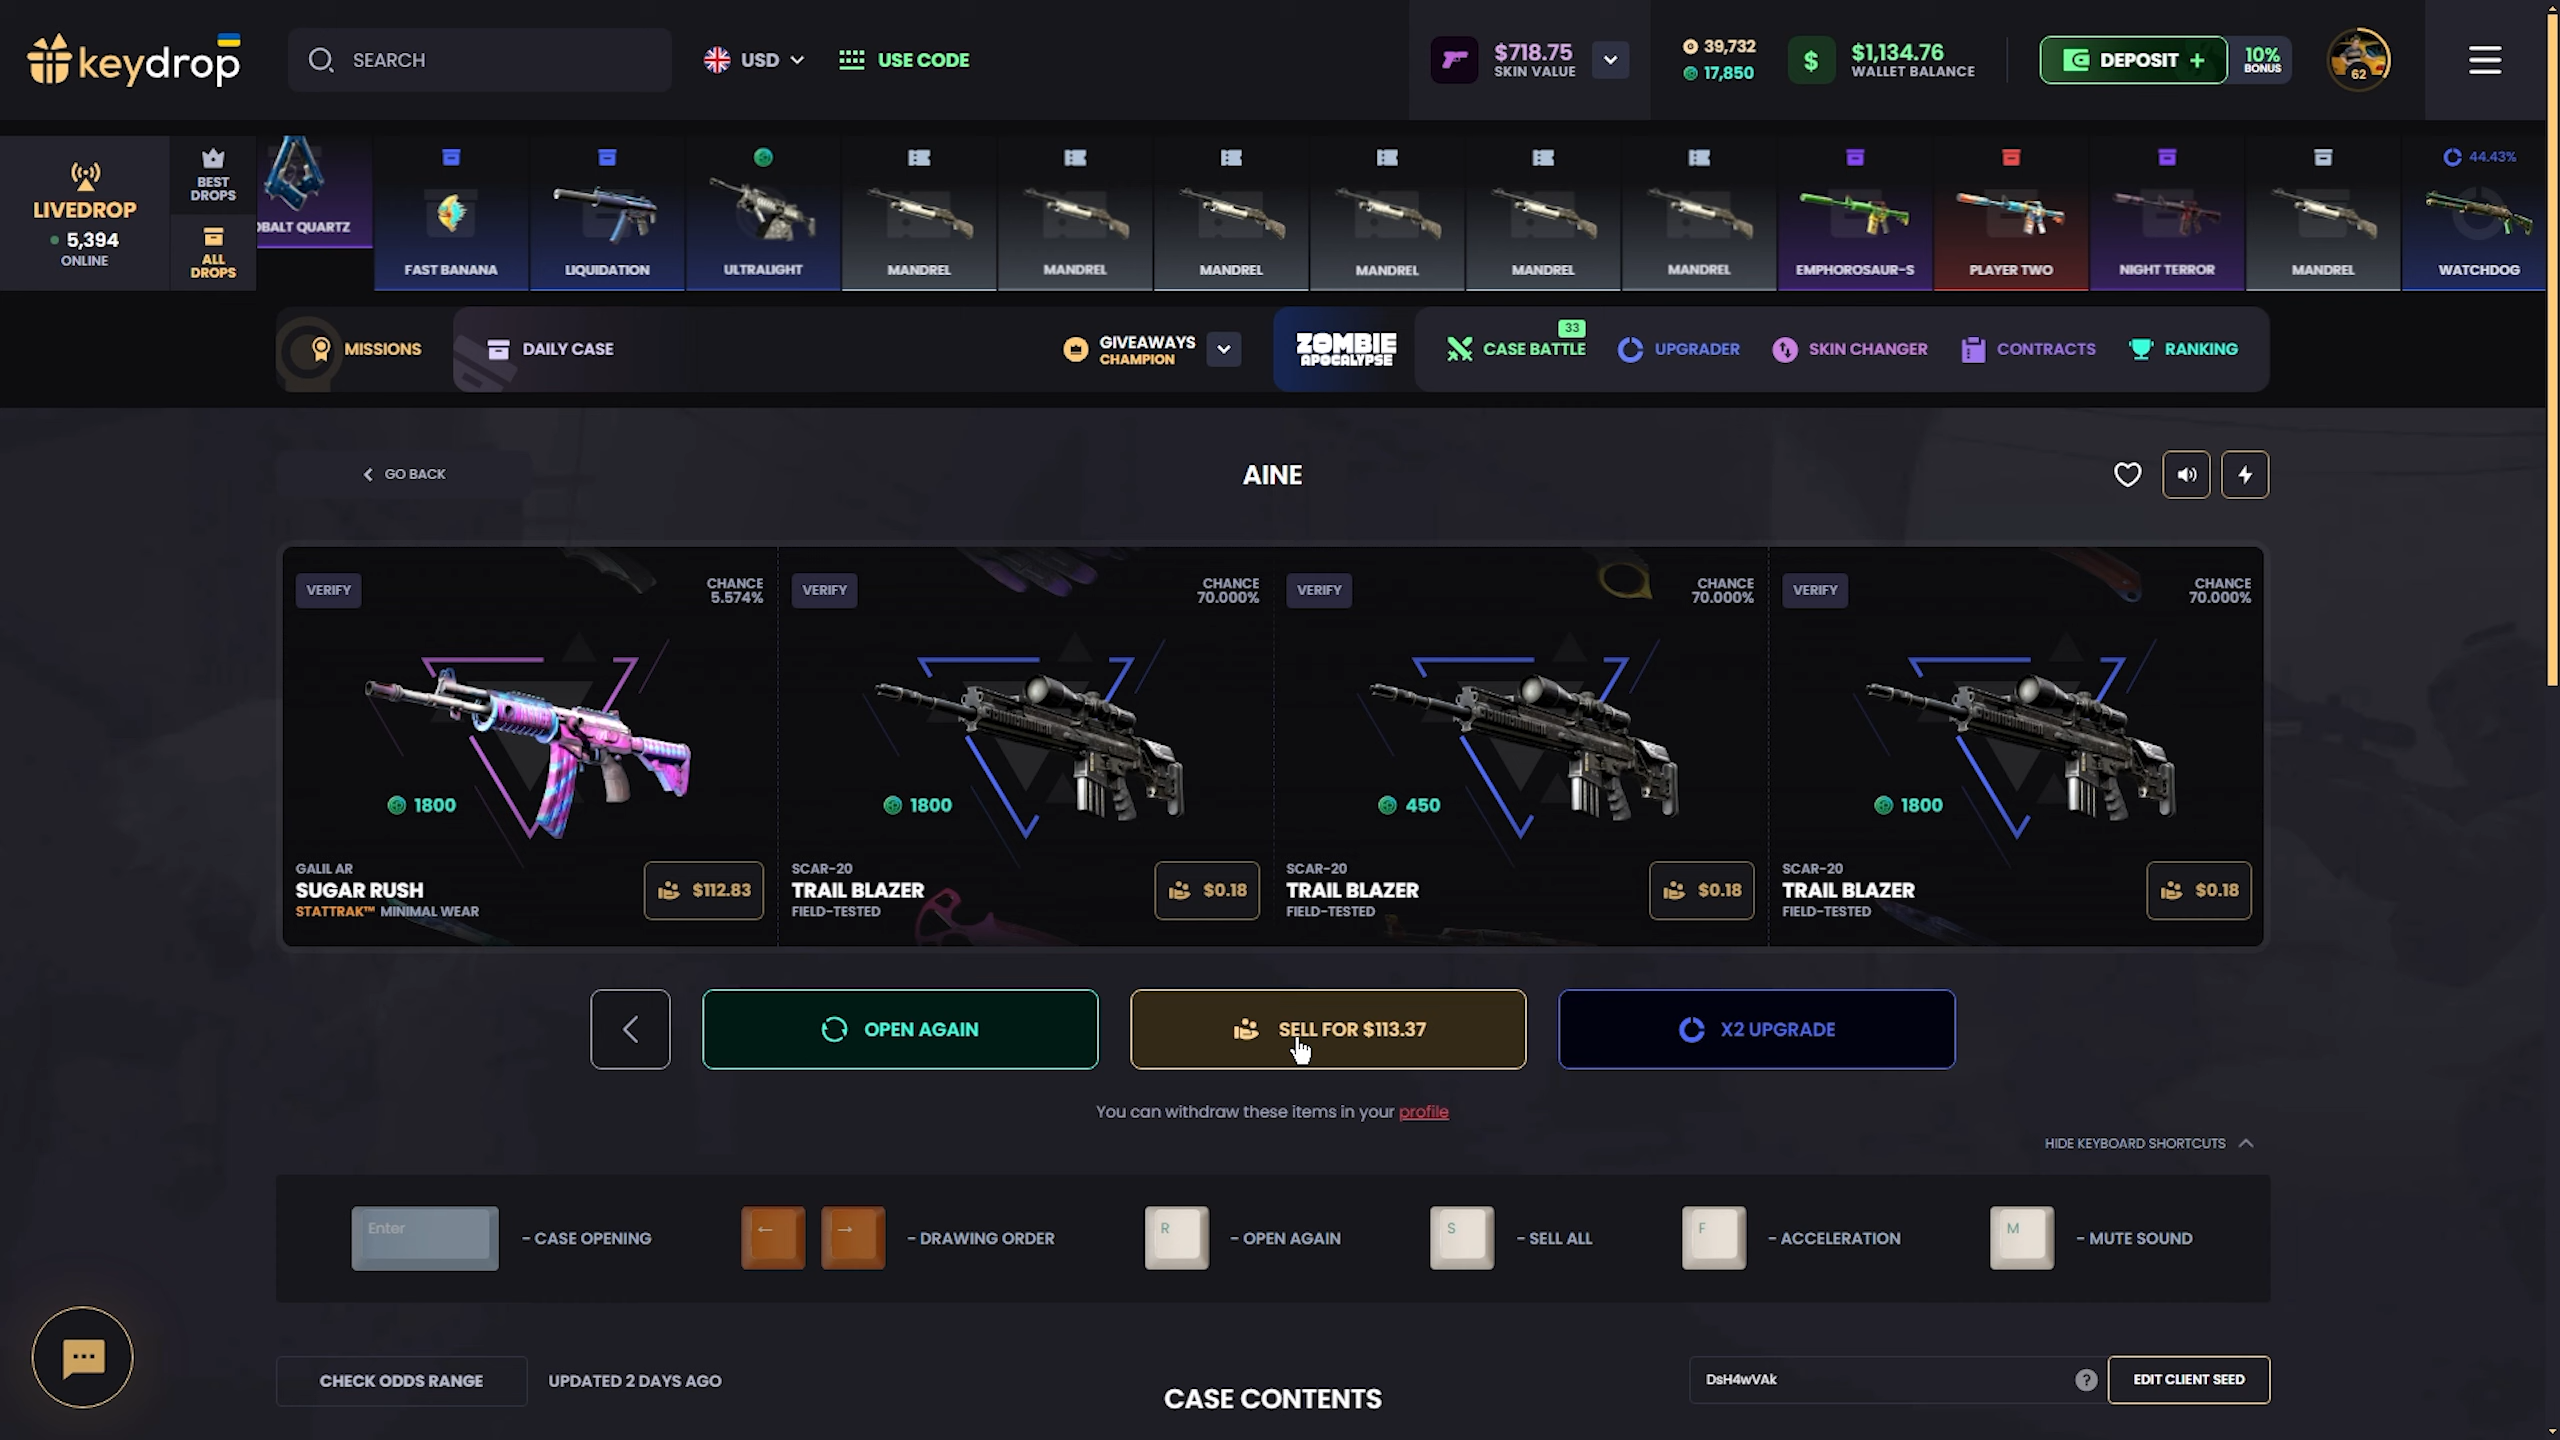 keydrop
SEARCH
USD
USE CODE
$718.75
SKIN VALUE
39,732
17,850
$
$1,134.76
WALLET BALANCE
DEPOSIT +
10%
BONUS
62
LIVEDROP
5,394
ONLINE
BEST
DROPS
ALL
DROPS
OBALT QUARTZ
FAST BANANA
LIQUIDATION
ULTRALIGHT
MANDREL
MANDREL
MANDREL
MANDREL
MANDREL
MANDREL
EMPHOROSAUR-S
PLAYER TWO
NIGHT TERROR
MANDREL
44.43%
WATCHDOG
MISSIONS
DAILY CASE
GIVEAWAYS
CHAMPION
ZOMBIE
APOCALYPSE
33
CASE BATTLE
UPGRADER
SKIN CHANGER
CONTRACTS
RANKING
GO BACK
AINE
VERIFY
CHANCE
5.574%
1800
GALIL AR
SUGAR RUSH
STATTRAK™ MINIMAL WEAR
$112.83
VERIFY
CHANCE
70.000%
1800
SCAR-20
TRAIL BLAZER
FIELD-TESTED
$0.18
VERIFY
CHANCE
70.000%
450
SCAR-20
TRAIL BLAZER
FIELD-TESTED
$0.18
VERIFY
CHANCE
70.000%
1800
SCAR-20
TRAIL BLAZER
FIELD-TESTED
$0.18
OPEN AGAIN
SELL FOR $113.37
X2 UPGRADE
You can withdraw these items in your profile
HIDE KEYBOARD SHORTCUTS
Enter
- CASE OPENING
← →
- DRAWING ORDER
R
- OPEN AGAIN
S
- SELL ALL
F
- ACCELERATION
M
- MUTE SOUND
CHECK ODDS RANGE
UPDATED 2 DAYS AGO
CASE CONTENTS
DsH4wVAk
?
EDIT CLIENT SEED